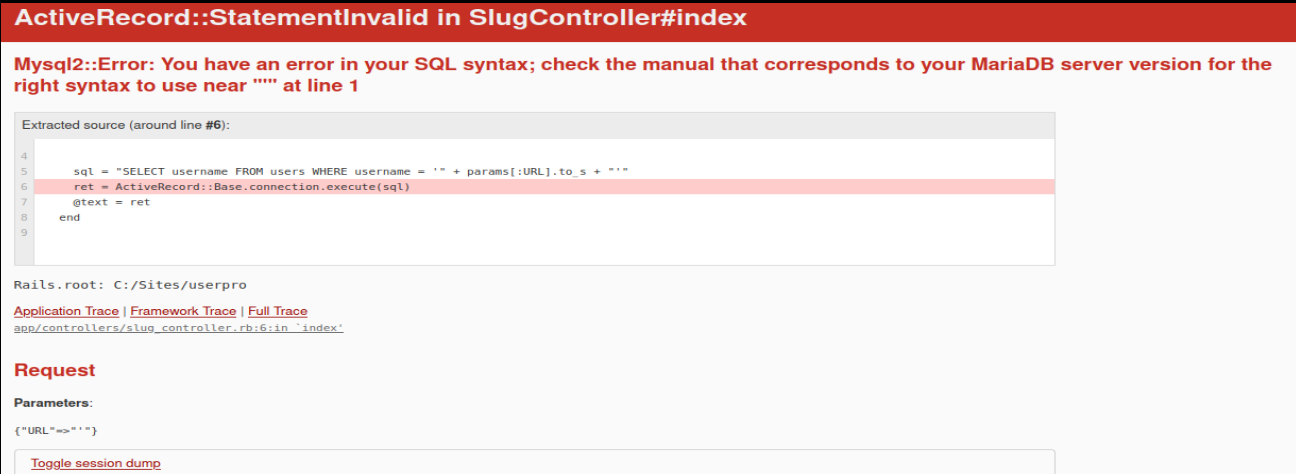 ActiveRecord::StatementInvalid in SlugController#index
Mysql2::Error: You have an error in your SQL syntax; check the manual that corresponds to your MariaDB server version for the
right syntax to use near "'" at line 1
Extracted source (around line #6):
4
5 sql = "SELECT username FROM users WHERE username = '" + params[:URL].to_s + "'"
6 ret = ActiveRecord::Base.connection.execute(sql)
7 @text = ret
8 end
9
Rails.root: C:/Sites/userpro
Application Trace | Framework Trace | Full Trace
app/controllers/slug_controller.rb:6:in `index'
Request
Parameters:
{"URL"=>"'"}
Toggle session dump